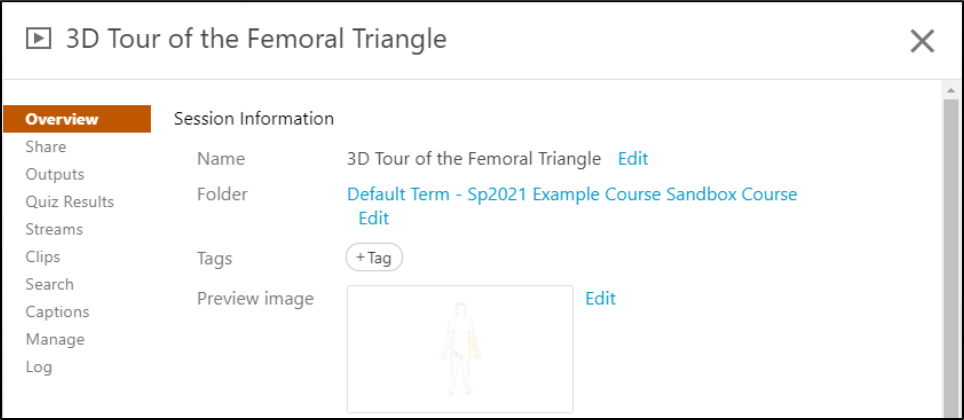 3D Tour of the Femoral Triangle
Overview
Share
Outputs
Quiz Results
Streams
Clips
Search
Captions
Manage
Log
Session Information
Name 3D Tour of the Femoral Triangle Edit
Folder Default Term - Sp2021 Example Course Sandbox Course
Edit
Tags +Tag
Preview image Edit